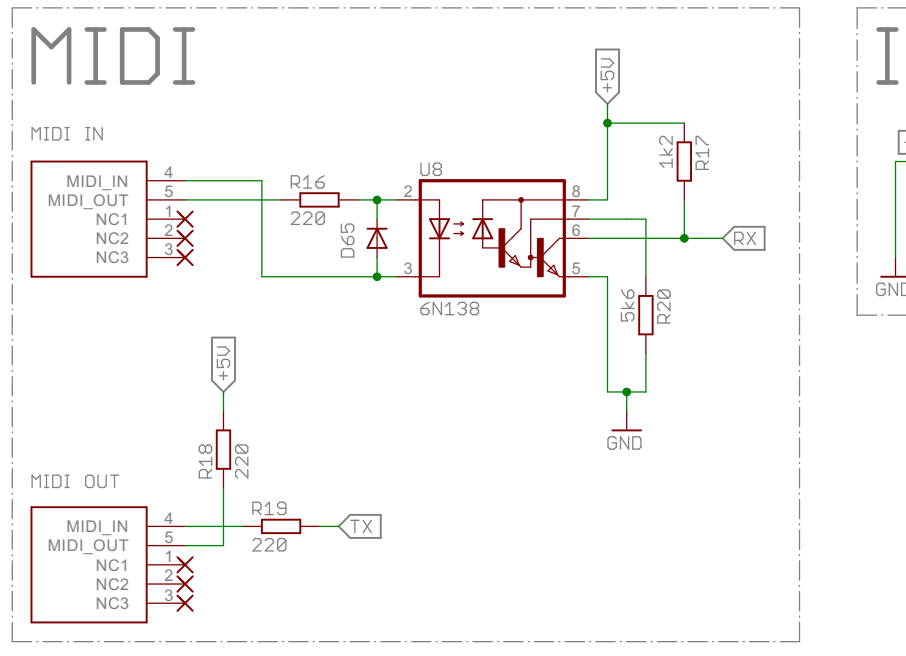 MIDI
MIDI IN
MIDI_IN 4
MIDI_OUT 5
NC1 1
NC2 2
NC3 3
R16
220
D65
U8
2
3
8
7
6
5
6N138
+5V
1k2
R17
RX
5k6
R20
GND
+5V
R18
220
MIDI OUT
MIDI_IN 4
MIDI_OUT 5
NC1 1
NC2 2
NC3 3
R19
220
TX
I
GND